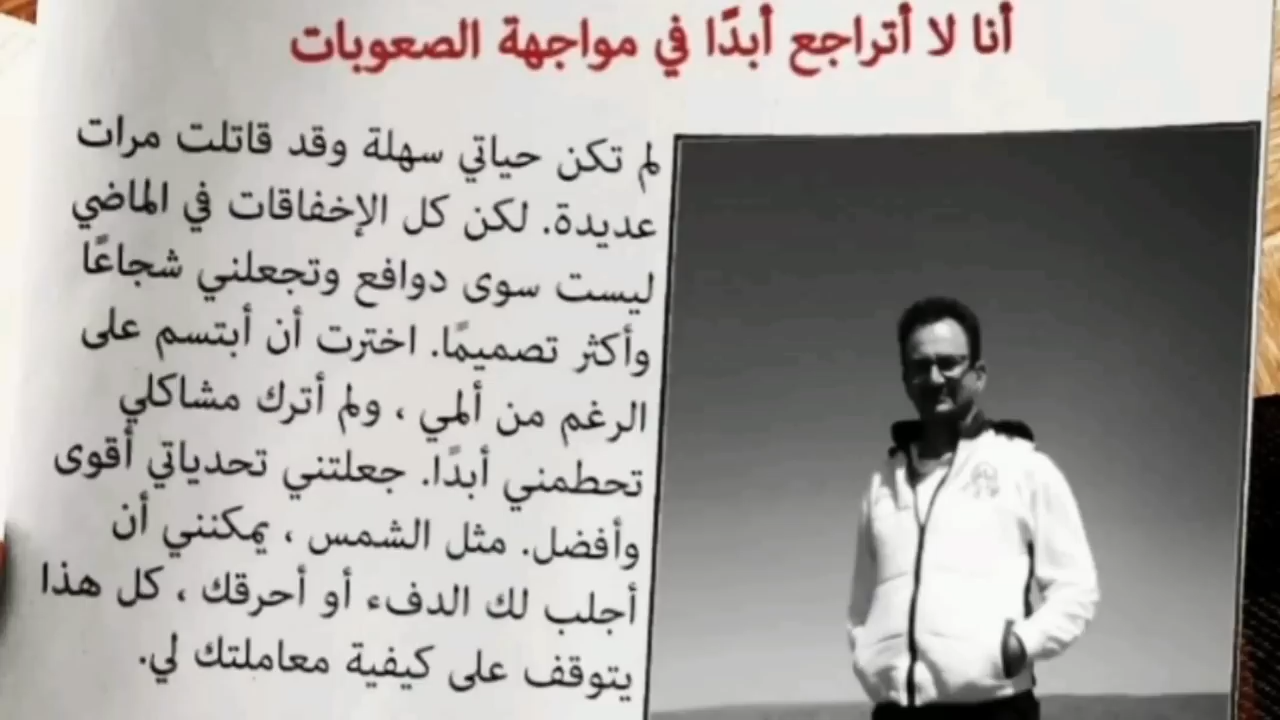 أنا لا أتراجع أبدًا في مواجهة الصعوبات
لم تكن حياتي سهلة وقد قاتلت مرات
عديدة. لكن كل الإخفاقات في الماضي
ليست سوى دوافع وتجعلني شجاعًا
وأكثر تصميمًا. اخترت أن أبتسم على
الرغم من ألمي ، ولم أترك مشاكلي
تحطمني أبدًا. جعلتني تحدياتي أقوى
وأفضل. مثل الشمس ، يمكنني أن
أجلب لك الدفء أو أحرقك ، كل هذا
يتوقف على كيفية معاملتك لي.